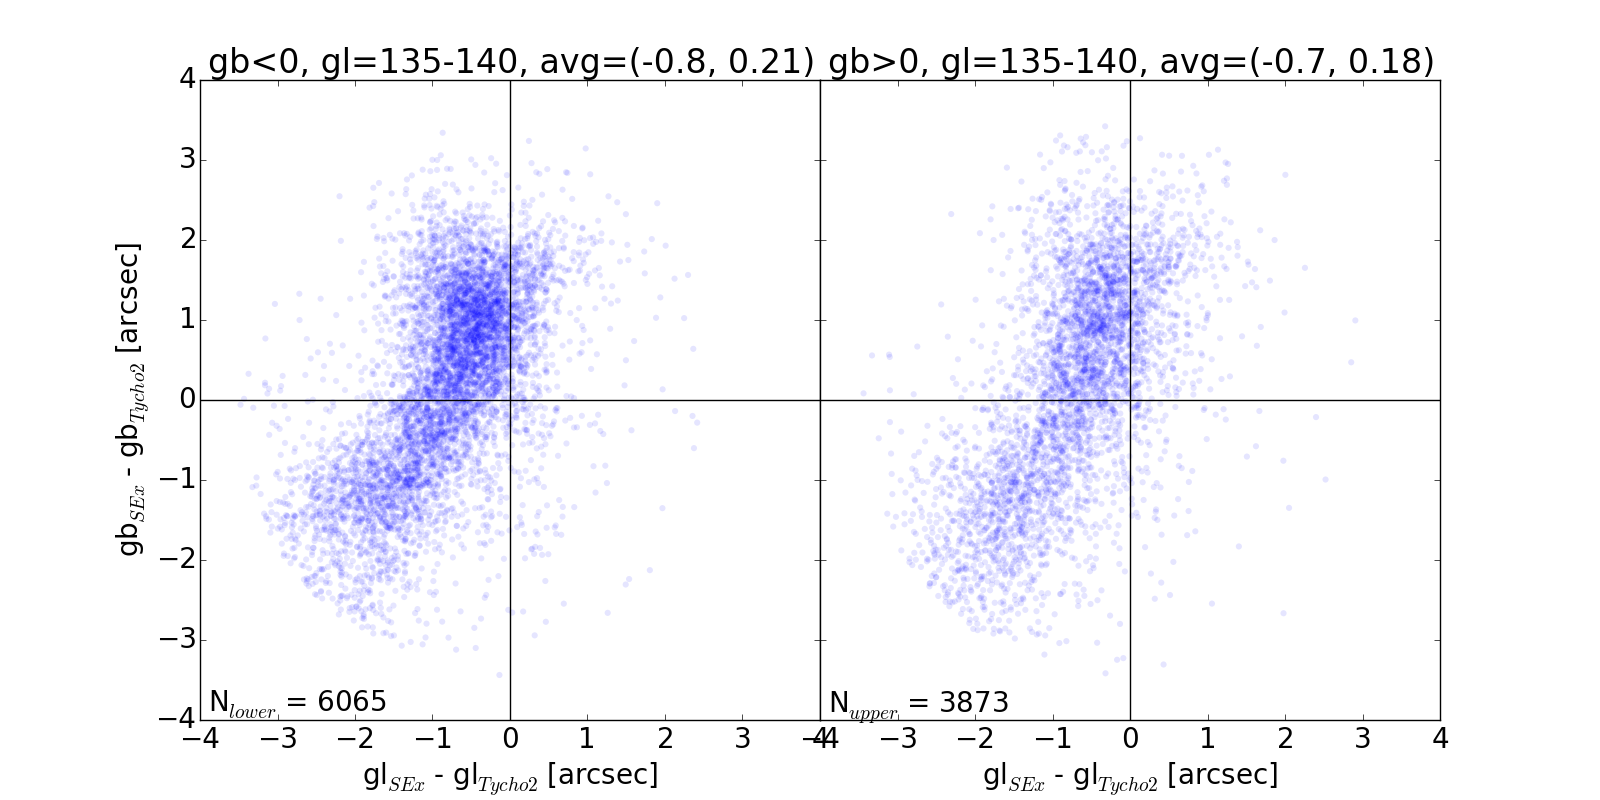 gb<0, gl=135-140, avg=(-0.8, 0.21)
gb>0, gl=135-140, avg=(-0.7, 0.18)
4
3
2
1
0
−1
−2
−3
−4
gb_SEx - gb_Tycho2 [arcsec]
N_lower = 6065
N_upper = 3873
−4 −3 −2 −1 0 1 2 3 4
−4 −3 −2 −1 0 1 2 3 4
gl_SEx - gl_Tycho2 [arcsec]
gl_SEx - gl_Tycho2 [arcsec]